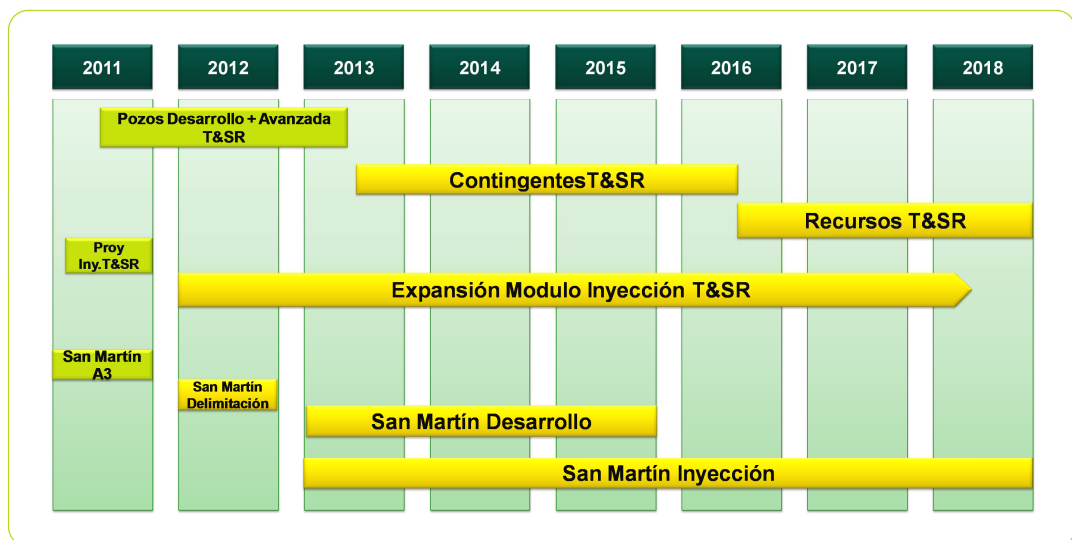 2011
2012
2013
2014
2015
2016
2017
2018
Pozos Desarrollo + Avanzada
T&SR
ContingentesT&SR
Recursos T&SR
Proy
Iny.T&SR
Expansión Modulo Inyección T&SR
San Martín
A3
San Martín
Delimitación
San Martín Desarrollo
San Martín Inyección